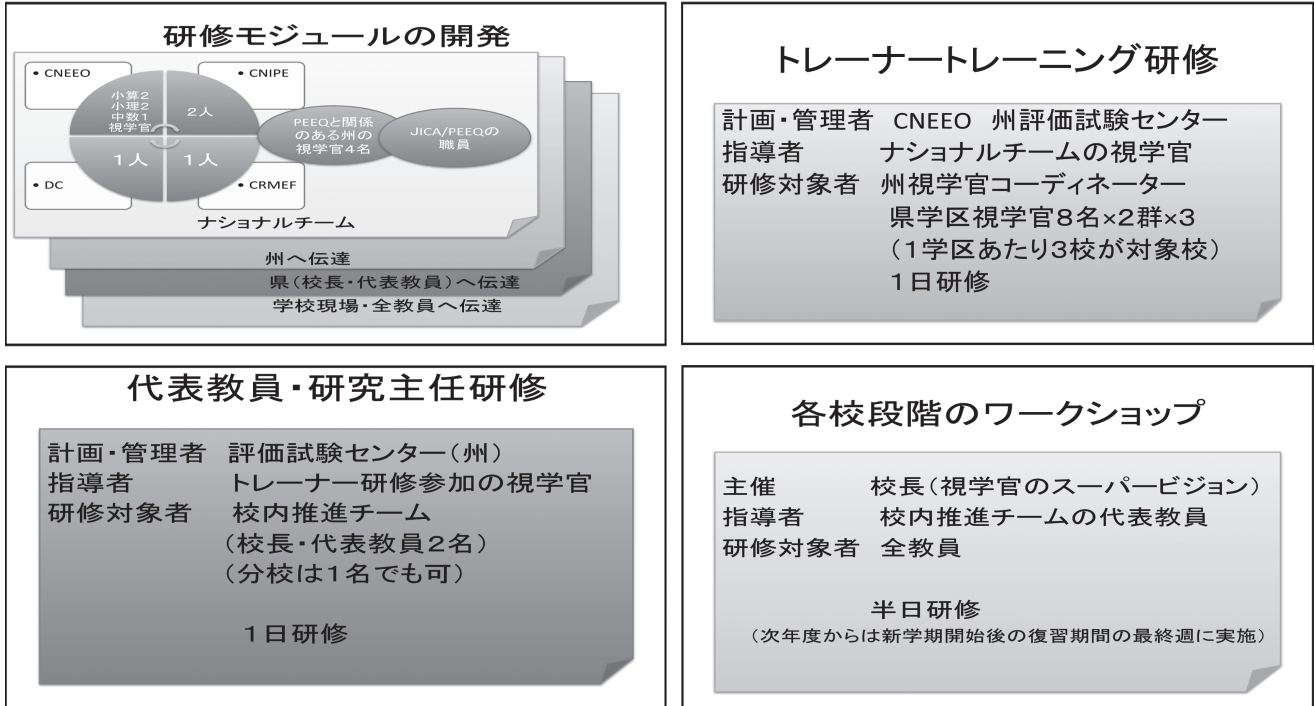 研修モジュールの開発
• CNEEO
• CNIPE
小算2
小理2
中数1
視学官
2人
1人
1人
PEEQと関係
のある州の
視学官4名
JICA/PEEQの
職員
• DC
• CRMEF
ナショナルチーム
州へ伝達
県(校長・代表教員)へ伝達
学校現場・全教員へ伝達
トレーナートレーニング研修
計画・管理者 CNEEO 州評価試験センター
指導者 ナショナルチームの視学官
研修対象者 州視学官コーディネーター
県学区視学官8名×2群×3
(1学区あたり3校が対象校)
1日研修
代表教員・研究主任研修
計画・管理者 評価試験センター(州)
指導者 トレーナー研修参加の視学官
研修対象者 校内推進チーム
(校長・代表教員2名)
(分校は1名でも可)
1日研修
各校段階のワークショップ
主催 校長(視学官のスーパービジョン)
指導者 校内推進チームの代表教員
研修対象者 全教員
半日研修
(次年度からは新学期開始後の復習期間の最終週に実施)